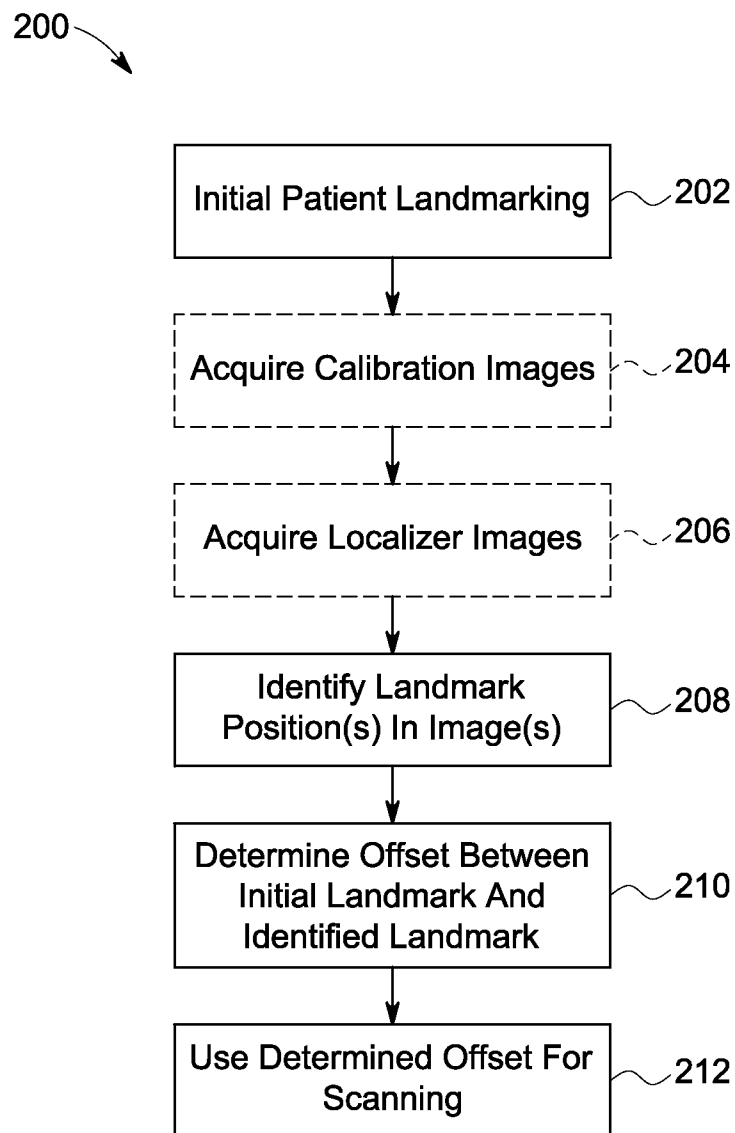 200
Initial Patient Landmarking
202
Acquire Calibration Images
204
Acquire Localizer Images
206
Identify Landmark
Position(s) In Image(s)
208
Determine Offset Between
Initial Landmark And
Identified Landmark
210
Use Determined Offset For
Scanning
212